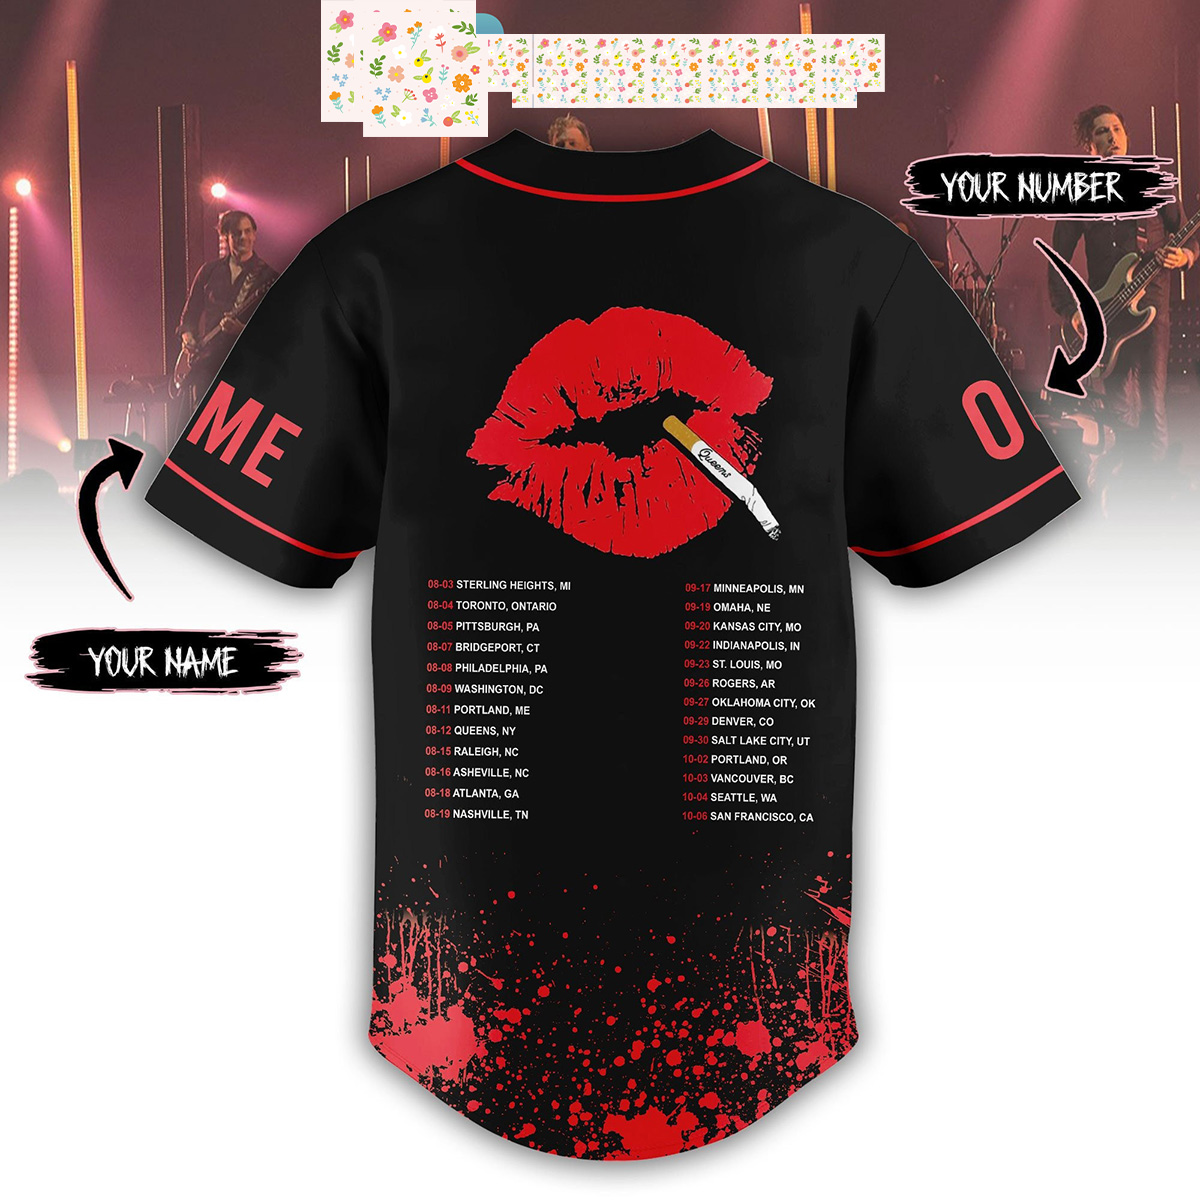 YOUR NUMBER
ME
O
Queens
YOUR NAME
08-03 STERLING HEIGHTS, MI
08-04 TORONTO, ONTARIO
08-05 PITTSBURGH, PA
08-07 BRIDGEPORT, CT
08-08 PHILADELPHIA, PA
08-09 WASHINGTON, DC
08-11 PORTLAND, ME
08-12 QUEENS, NY
08-15 RALEIGH, NC
08-16 ASHEVILLE, NC
08-18 ATLANTA, GA
08-19 NASHVILLE, TN
09-17 MINNEAPOLIS, MN
09-19 OMAHA, NE
09-20 KANSAS CITY, MO
09-22 INDIANAPOLIS, IN
09-23 ST. LOUIS, MO
09-26 ROGERS, AR
09-27 OKLAHOMA CITY, OK
09-29 DENVER, CO
09-30 SALT LAKE CITY, UT
10-02 PORTLAND, OR
10-03 VANCOUVER, BC
10-04 SEATTLE, WA
10-06 SAN FRANCISCO, CA